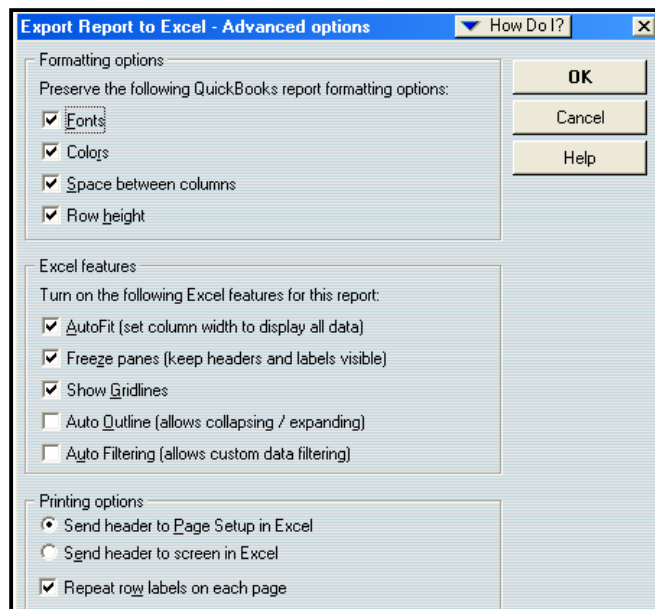 Export Report to Excel - Advanced options
How Do I?
Formatting options
Preserve the following QuickBooks report formatting options:
Fonts
Colors
Space between columns
Row height
OK
Cancel
Help
Excel features
Turn on the following Excel features for this report:
AutoFit (set column width to display all data)
Freeze panes (keep headers and labels visible)
Show Gridlines
Auto Outline (allows collapsing / expanding)
Auto Filtering (allows custom data filtering)
Printing options
Send header to Page Setup in Excel
Send header to screen in Excel
Repeat row labels on each page